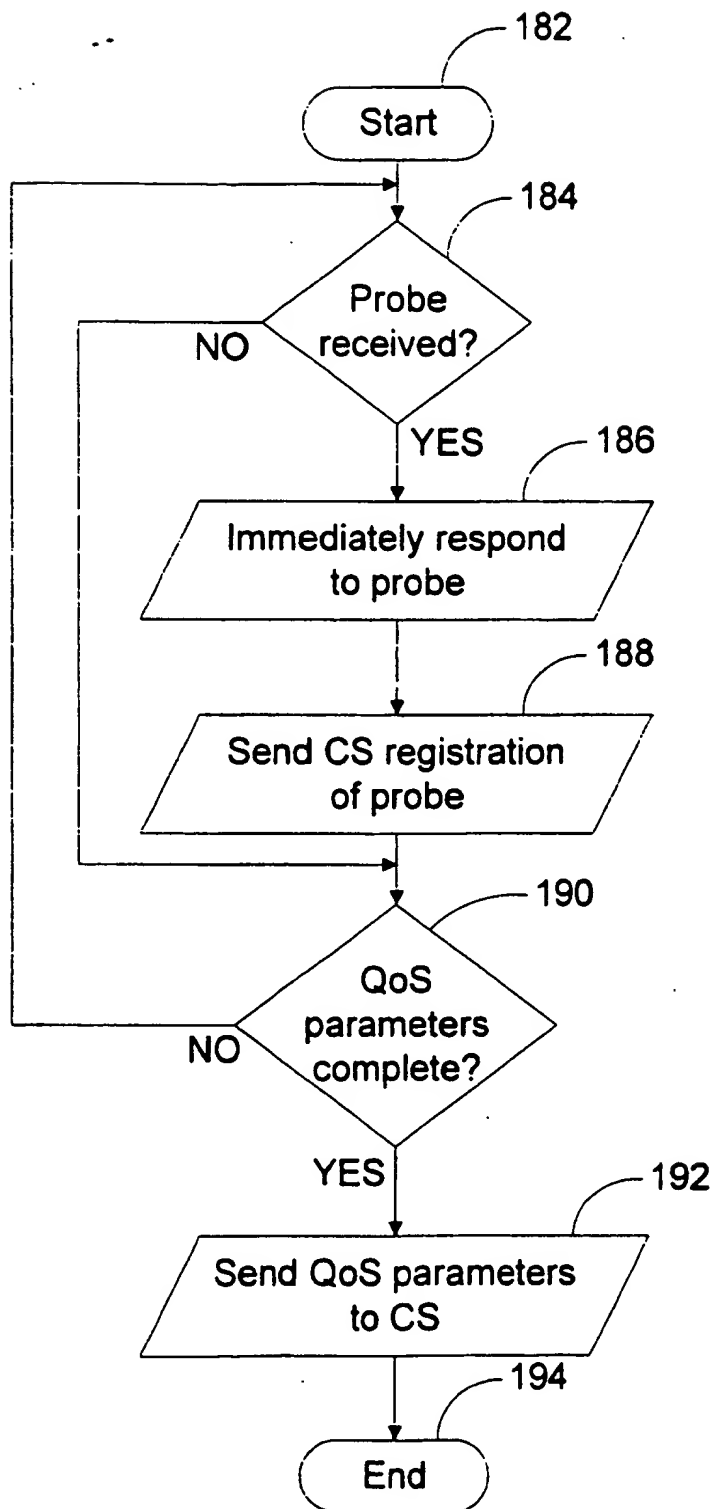 182
Start
184
Probe
received?
NO
YES
186
Immediately respond
to probe
188
Send CS registration
of probe
190
QoS
parameters
complete?
NO
YES
192
Send QoS parameters
to CS
194
End